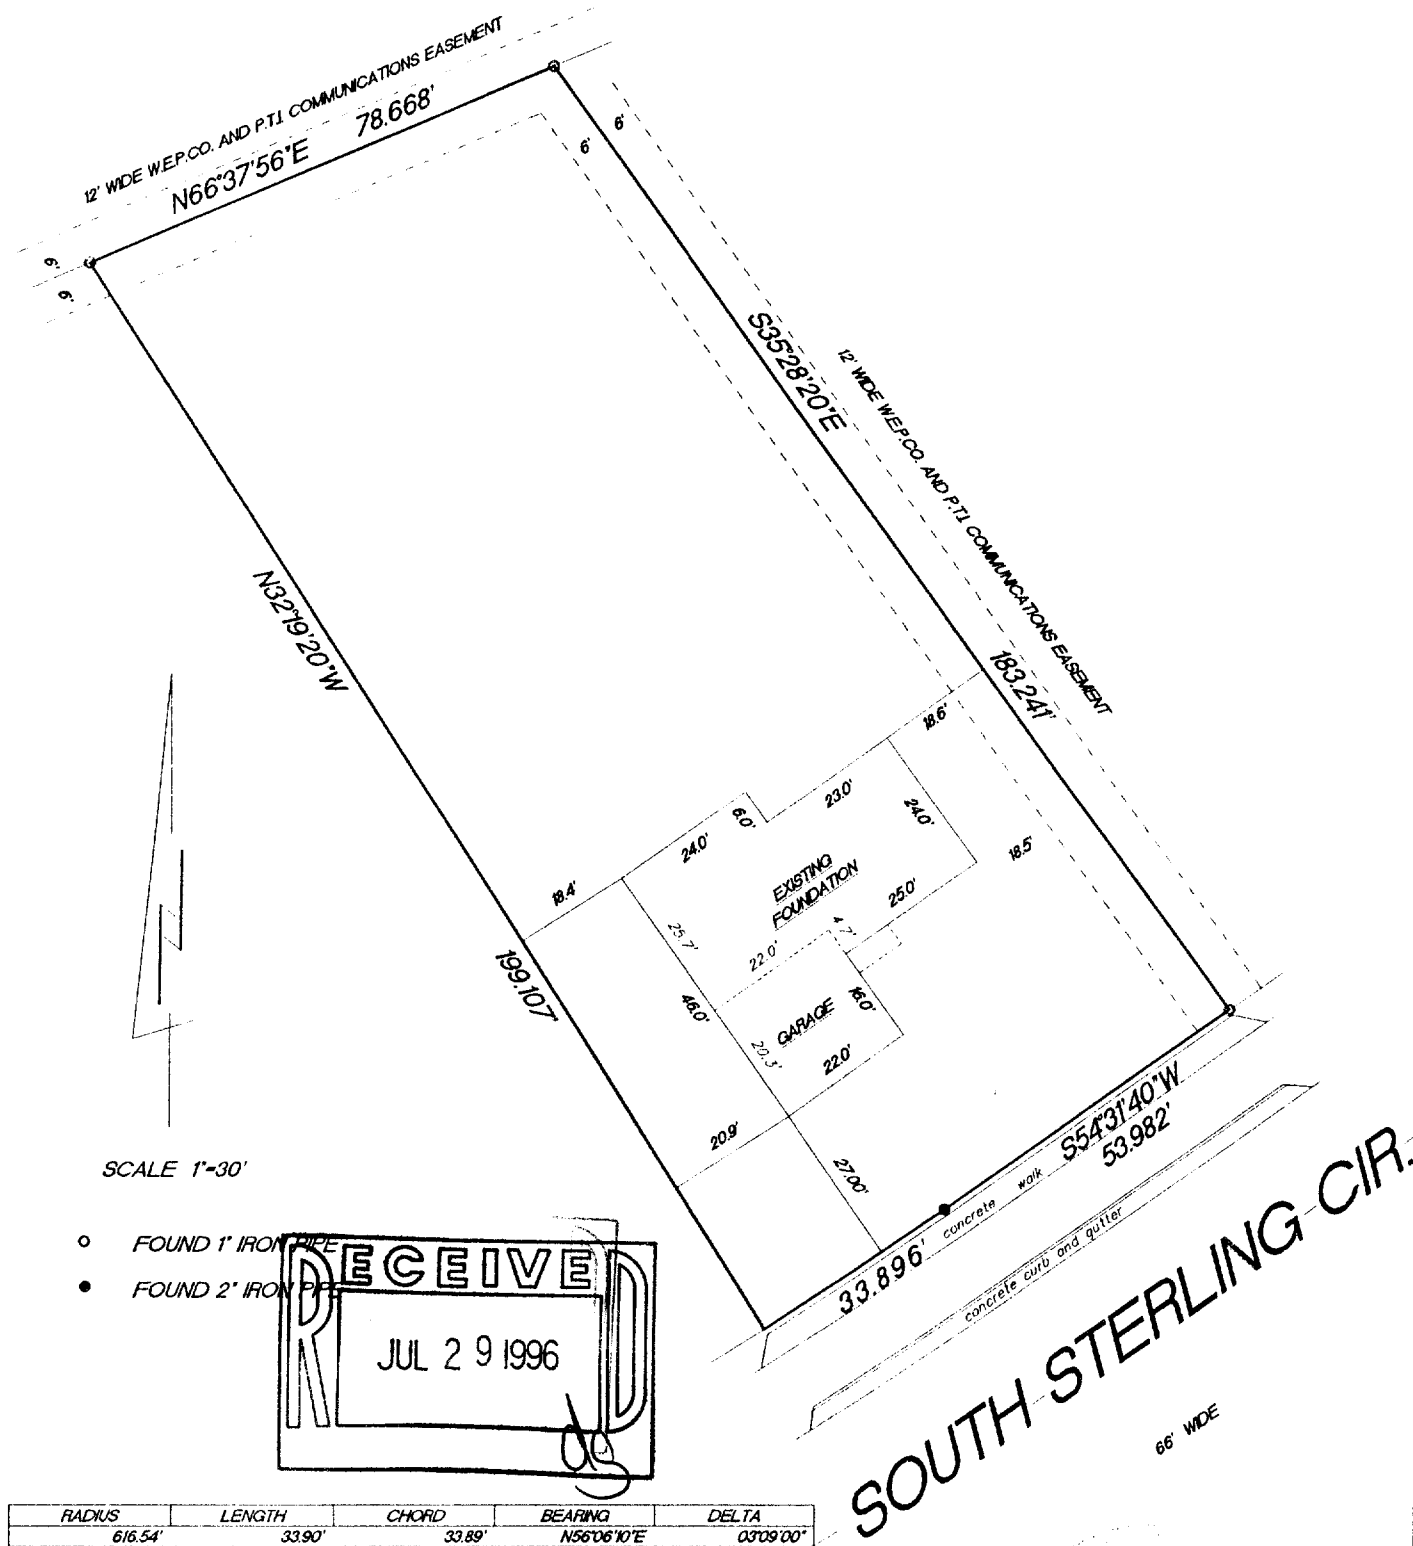 12' WIDE W.E.P.CO. AND P.T.I. COMMUNICATIONS EASEMENT
N66°37'56"E 78.668'
6'
6'
6'
6'
S35°28'20"E
12' WIDE W.E.P.CO. AND P.T.I. COMMUNICATIONS EASEMENT
183.241'
N32°19'20"W
199.107'
18.6'
23.0'
6.0'
24.0'
24.0'
18.5'
18.4'
EXISTING
FOUNDATION
25.0'
25.7'
4.7'
22.0'
46.0'
16.0'
GARAGE
20.3'
22.0'
20.9'
27.00'
S54°31'40"W
53.982'
33.896'
concrete walk
concrete curb and gutter
SOUTH STERLING CIR.
66' WIDE
SCALE 1"=30'
FOUND 1" IRON PIPE
FOUND 2" IRON PIPE
RECEIVED
JUL 29 1996
RADIUS LENGTH CHORD BEARING DELTA
616.54' 33.90' 33.89' N56°06'10"E 03°09'00"